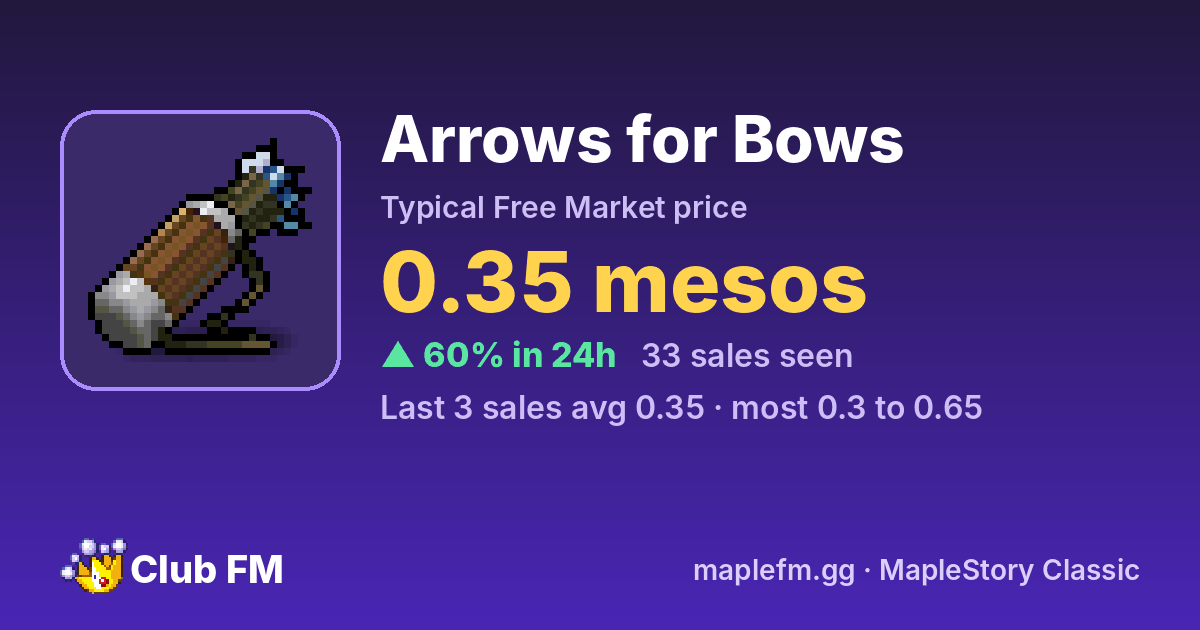 Arrows for Bows
Typical Free Market price
0.35 mesos
▲ 60% in 24h 33 sales seen
Last 3 sales avg 0.35 · most 0.3 to 0.65
Club FM
maplefm.gg · MapleStory Classic